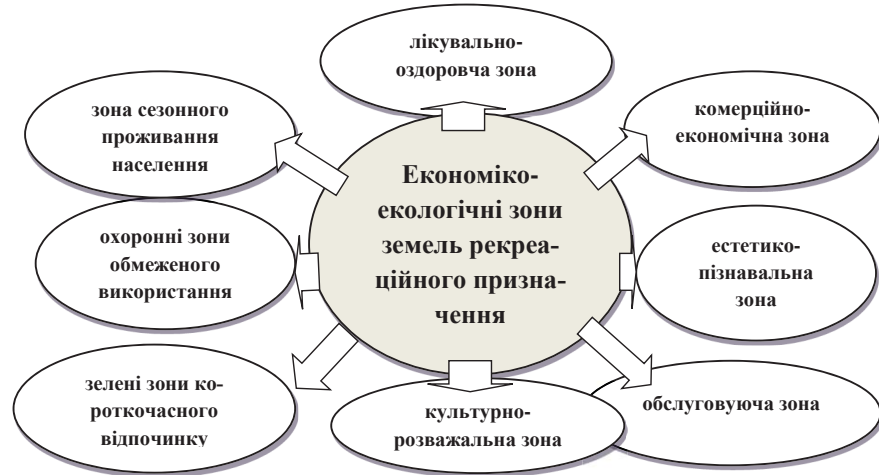 лікувально-
оздоровча зона
зона сезонного
проживання
населення
комерційно-
економічна зона
Економіко-
екологічні зони
земель рекреа-
ційного призна-
чення
охоронні зони
обмеженого
використання
естетико-
пізнавальна
зона
зелені зони ко-
роткочасного
відпочинку
культурно-
розважальна зона
обслуговуюча зона